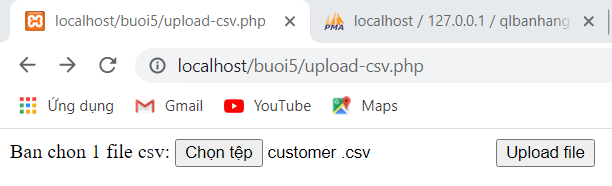 localhost/buoi5/upload-csv.php localhost / 127.0.0.1 / qlbanhang
localhost/buoi5/upload-csv.php
Ứng dụng Gmail YouTube Maps
Ban chon 1 file csv: Chọn tệp customer .csv Upload file